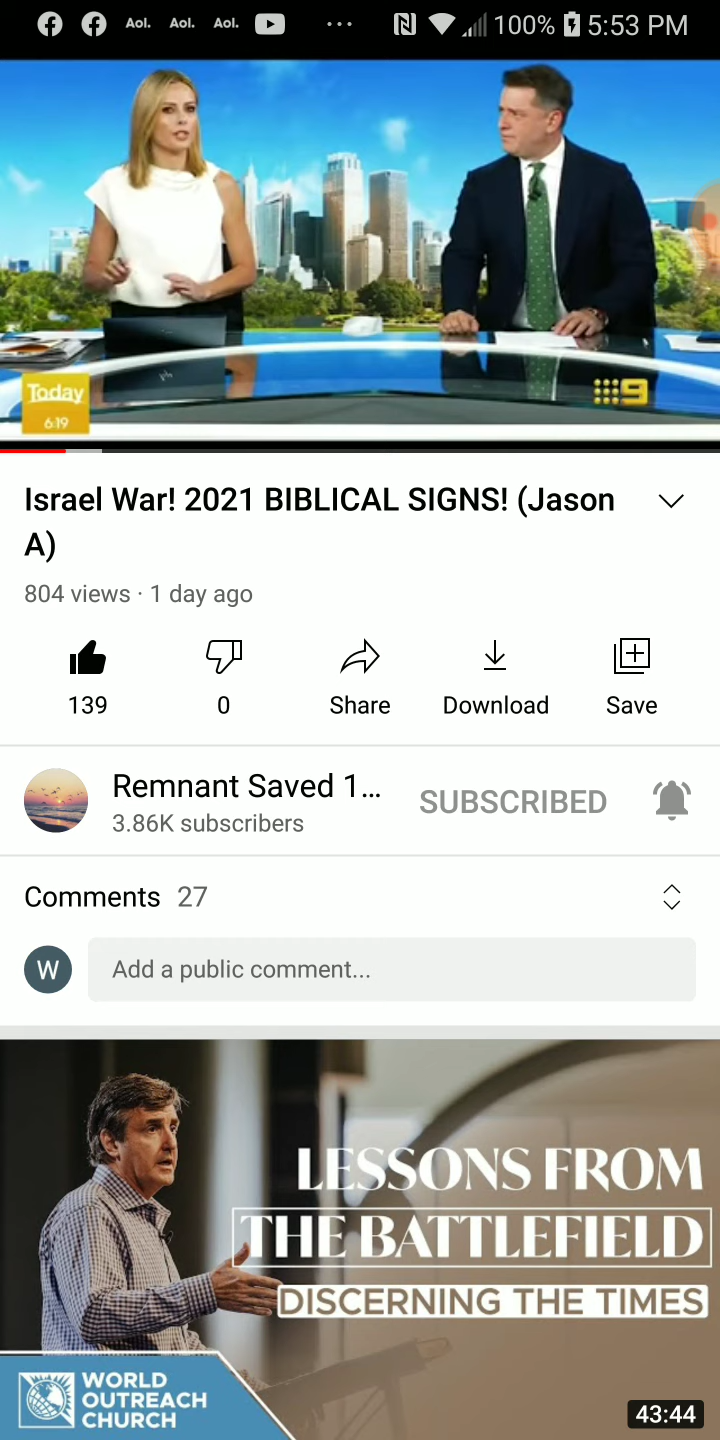 Aol. Aol. Aol. ... 100% 5:53 PM
Today
6:19
9
Israel War! 2021 BIBLICAL SIGNS! (Jason
A)
804 views · 1 day ago
139 0 Share Download Save
Remnant Saved 1... SUBSCRIBED
3.86K subscribers
Comments 27
W Add a public comment...
LESSONS FROM
THE BATTLEFIELD
DISCERNING THE TIMES
WORLD
OUTREACH
CHURCH
43:44